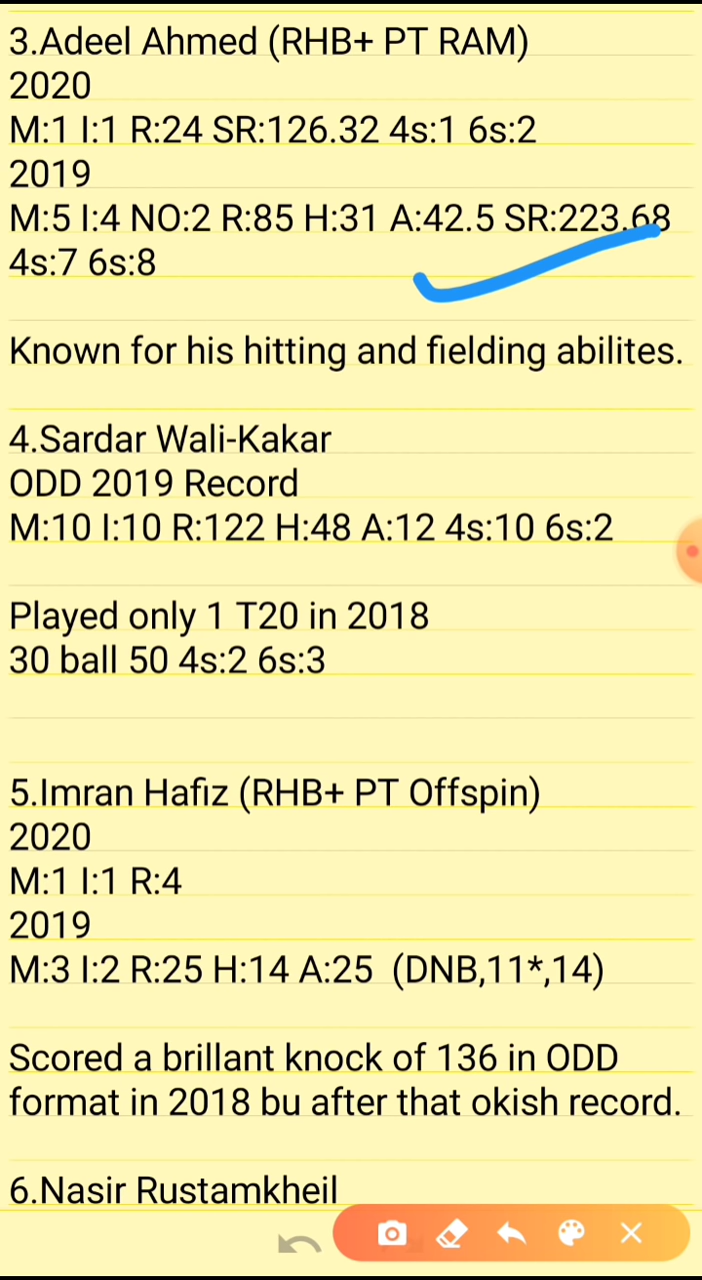 3.Adeel Ahmed (RHB+ PT RAM)
2020
M:1 I:1 R:24 SR:126.32 4s:1 6s:2
2019
M:5 I:4 NO:2 R:85 H:31 A:42.5 SR:223.68
4s:7 6s:8
Known for his hitting and fielding abilites.
4.Sardar Wali-Kakar
ODD 2019 Record
M:10 I:10 R:122 H:48 A:12 4s:10 6s:2
Played only 1 T20 in 2018
30 ball 50 4s:2 6s:3
5.Imran Hafiz (RHB+ PT Offspin)
2020
M:1 I:1 R:4
2019
M:3 I:2 R:25 H:14 A:25 (DNB,11*,14)
Scored a brillant knock of 136 in ODD
format in 2018 bu after that okish record.
6.Nasir Rustamkheil